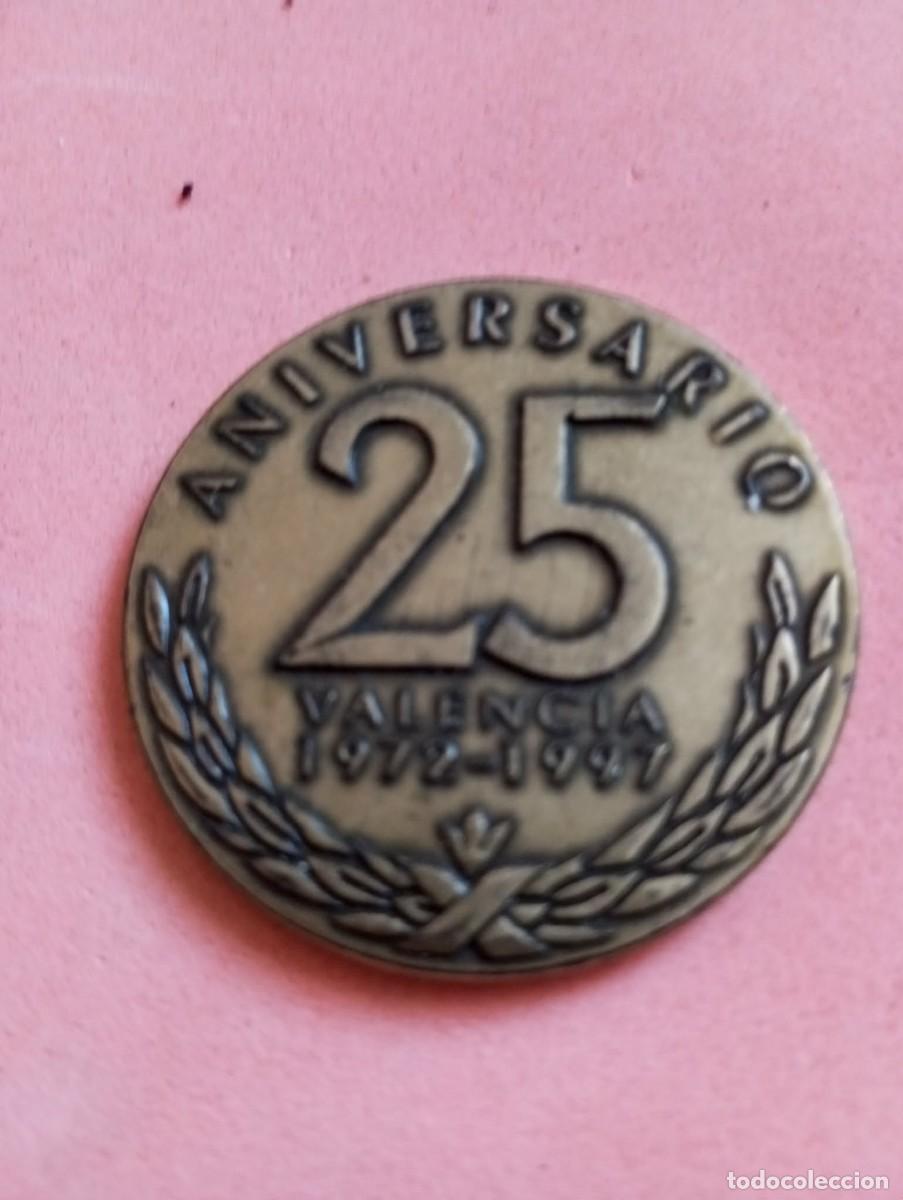 ANIVERSARIO
25
VALENCIA
1972-1997
todocoleccion